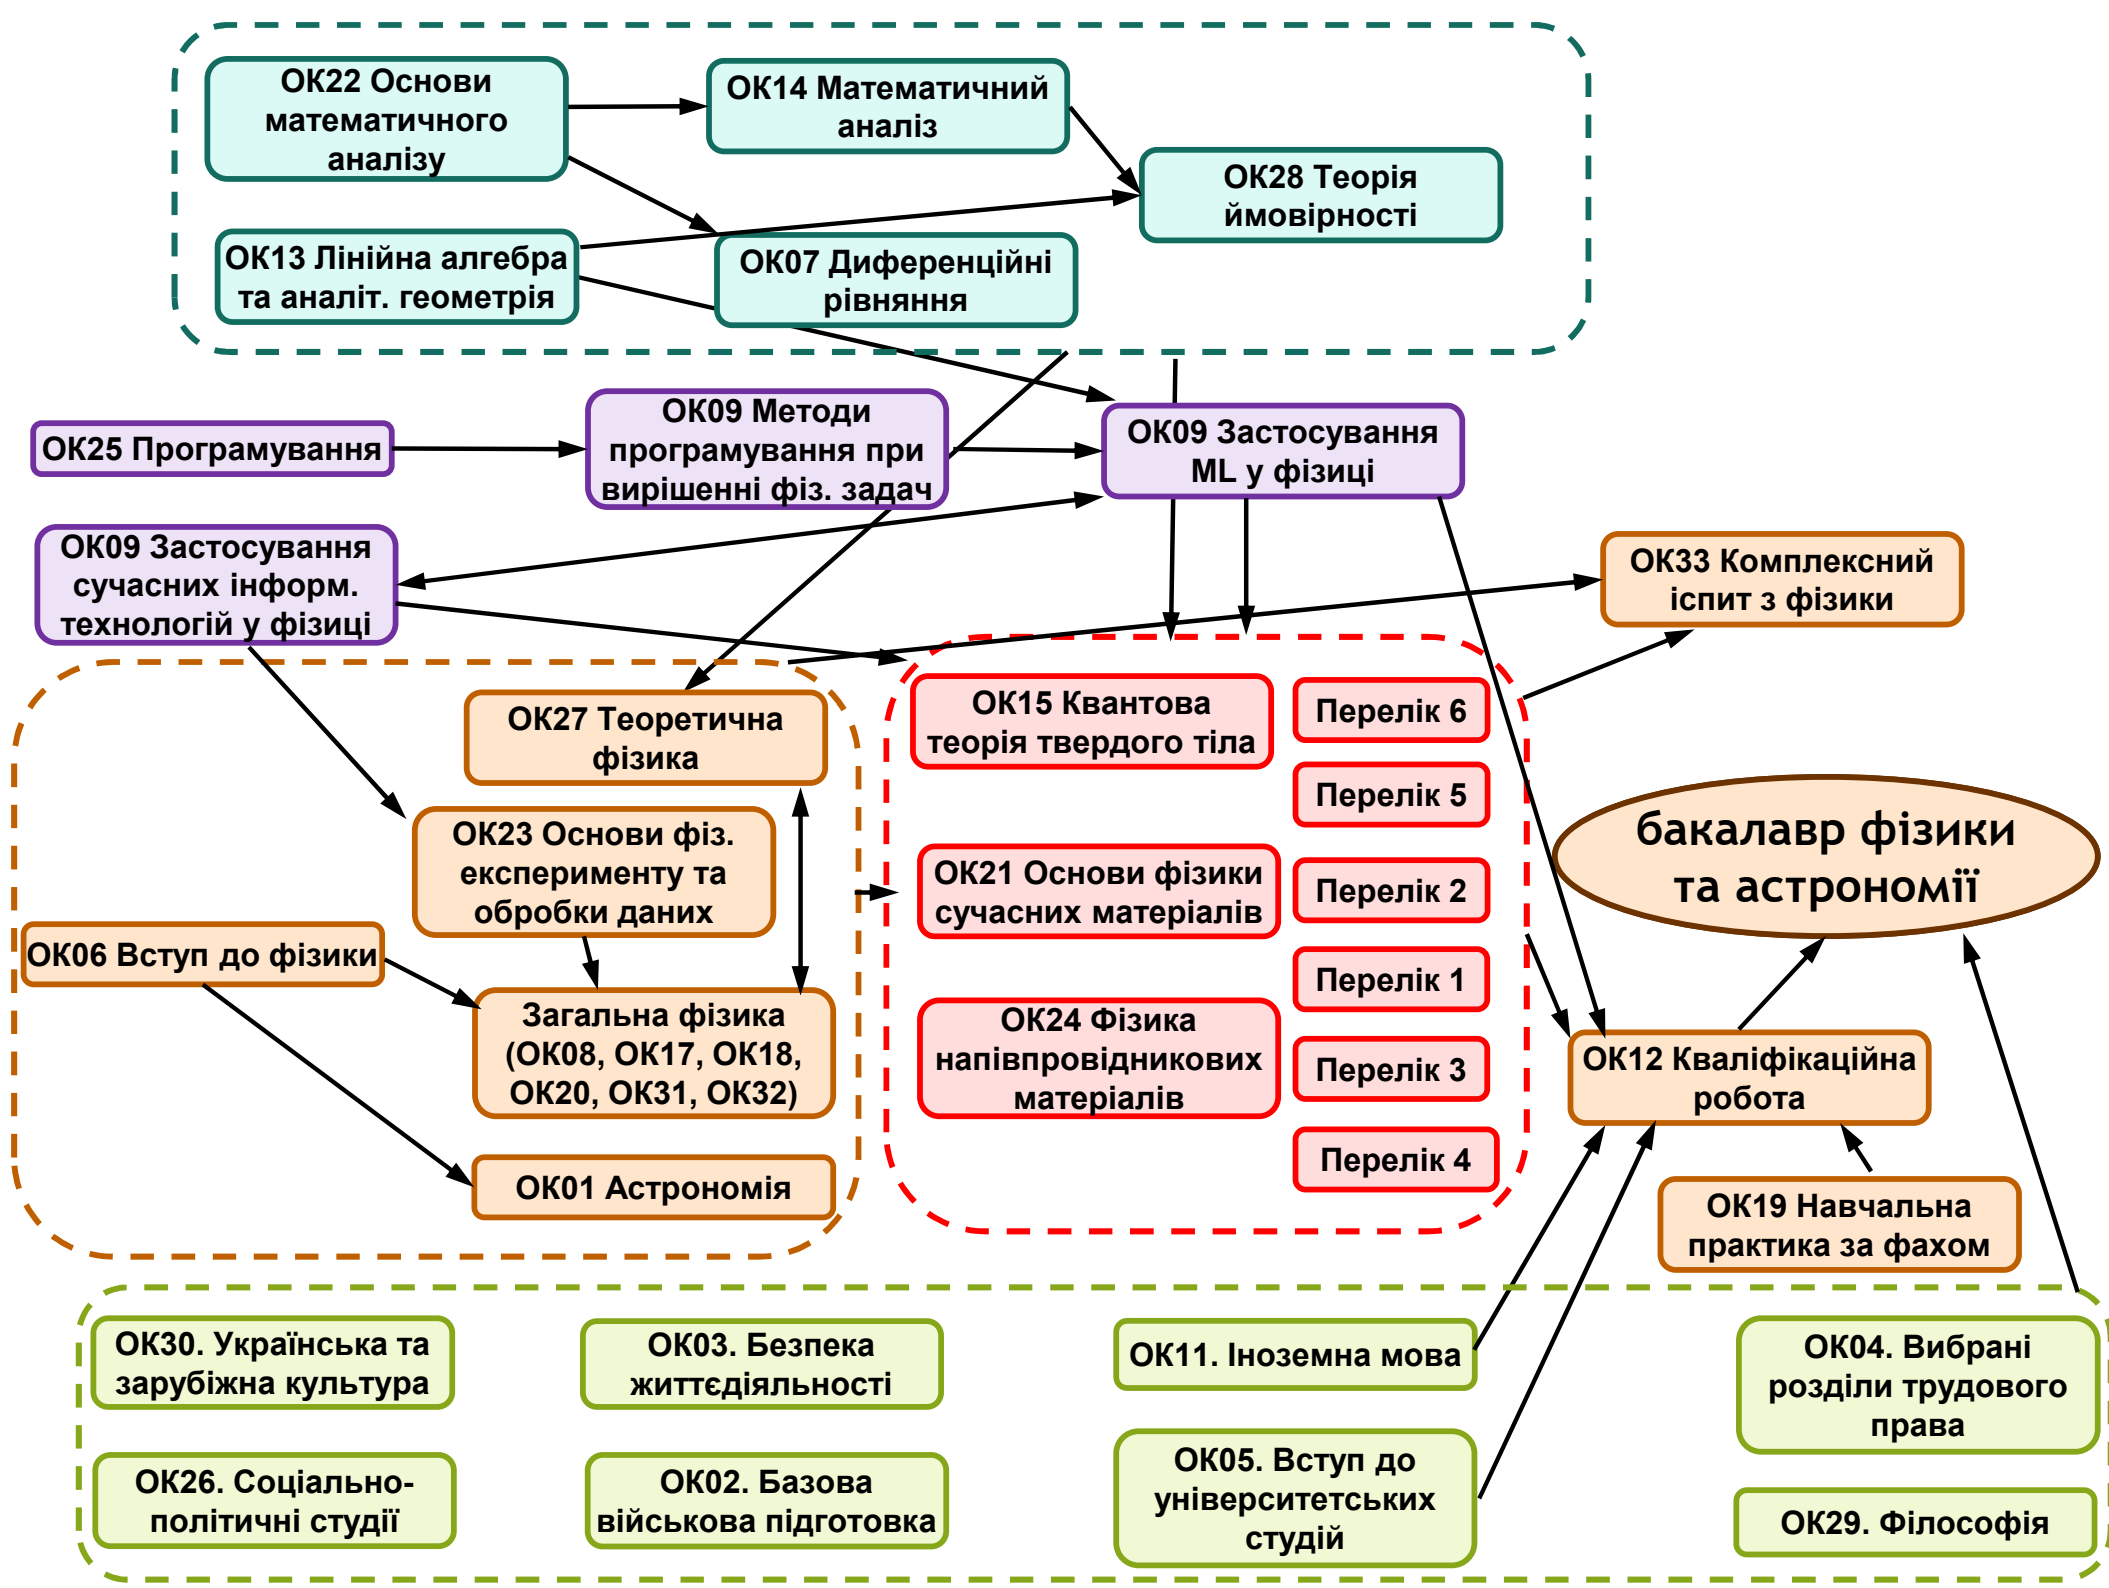 ОК22 Основи
математичного
аналізу
ОК14 Математичний
аналіз
ОК28 Теорія
ймовірності
ОК13 Лінійна алгебра
та аналіт. геометрія
ОК07 Диференційні
рівняння
ОК25 Програмування
ОК09 Методи
програмування при
вирішенні фіз. задач
ОК09 Застосування
ML у фізиці
ОК09 Застосування
сучасних інформ.
технологій у фізиці
ОК33 Комплексний
іспит з фізики
ОК27 Теоретична
фізика
ОК23 Основи фіз.
експерименту та
обробки даних
ОК06 Вступ до фізики
Загальна фізика
(ОК08, ОК17, ОК18,
ОК20, ОК31, ОК32)
ОК01 Астрономія
ОК15 Квантова
теорія твердого тіла
ОК21 Основи фізики
сучасних матеріалів
ОК24 Фізика
напівпровідникових
матеріалів
Перелік 6
Перелік 5
Перелік 2
Перелік 1
Перелік 3
Перелік 4
бакалавр фізики
та астрономії
ОК12 Кваліфікаційна
робота
ОК19 Навчальна
практика за фахом
ОК30. Українська та
зарубіжна культура
ОК03. Безпека
життєдіяльності
ОК11. Іноземна мова
ОК04. Вибрані
розділи трудового
права
ОК26. Соціально-
політичні студії
ОК02. Базова
військова підготовка
ОК05. Вступ до
університетських
студій
ОК29. Філософія